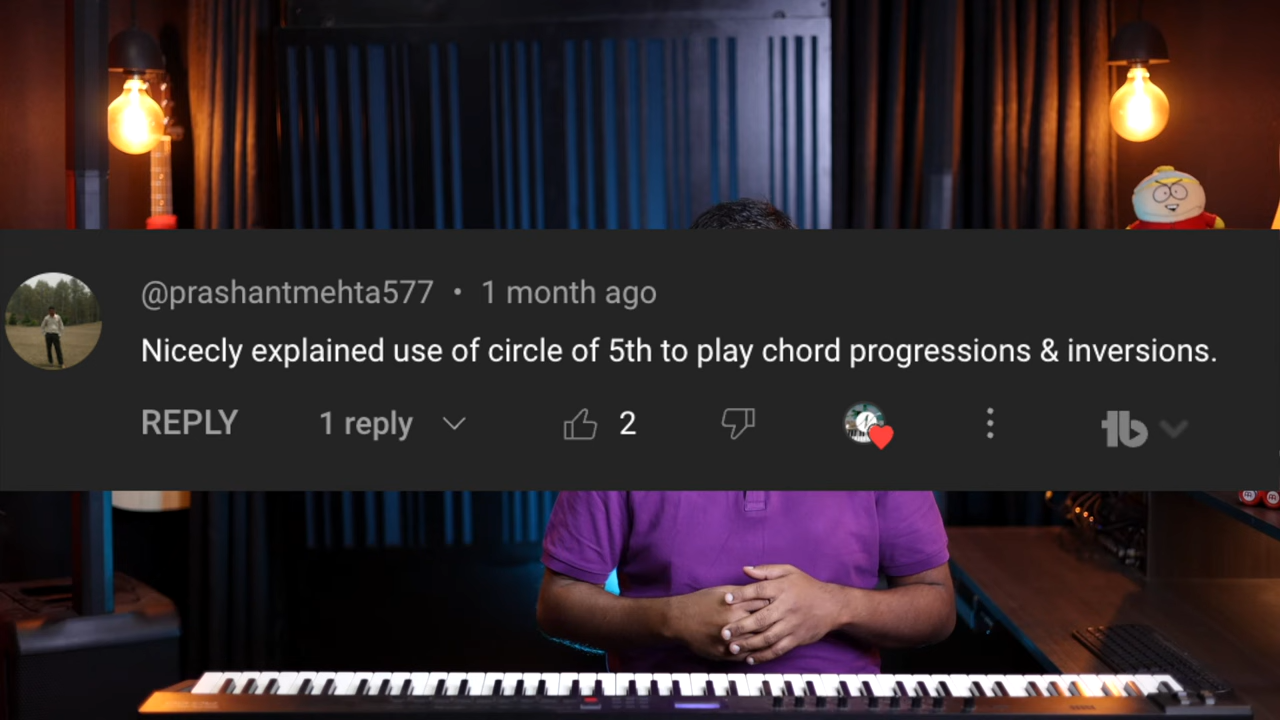 @prashantmehta577 • 1 month ago
Nicecly explained use of circle of 5th to play chord progressions & inversions.
REPLY 1 reply 2 tb